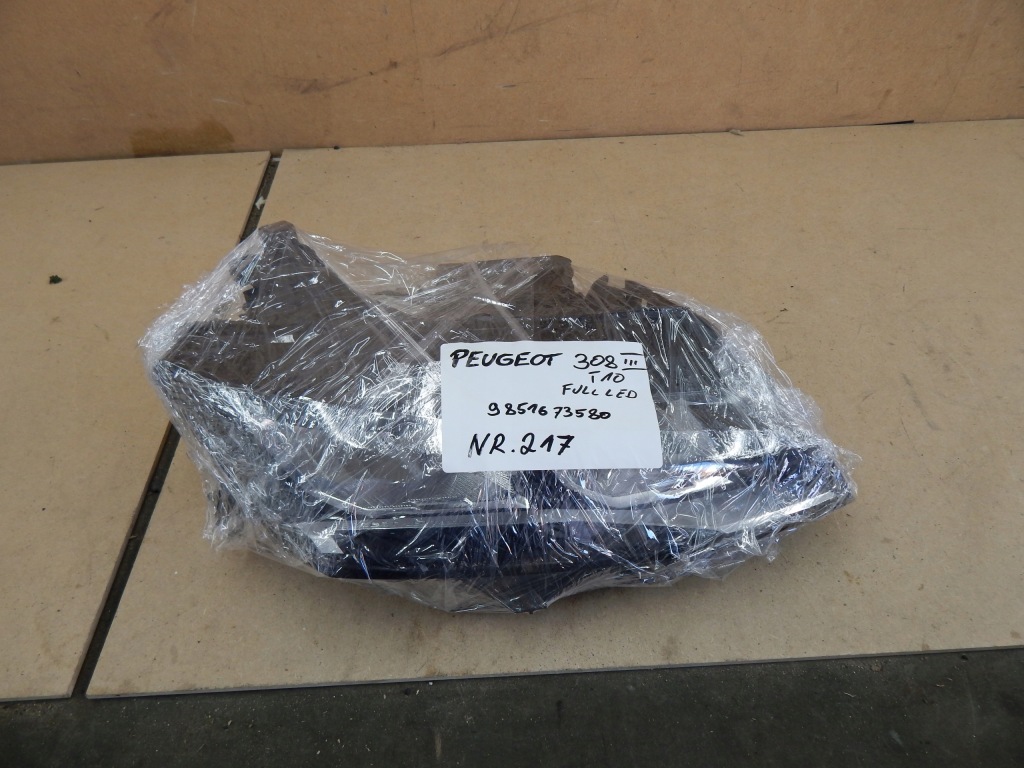 PEUGEOT 308 III
T10
FULL LED
9851673580
NR. 217